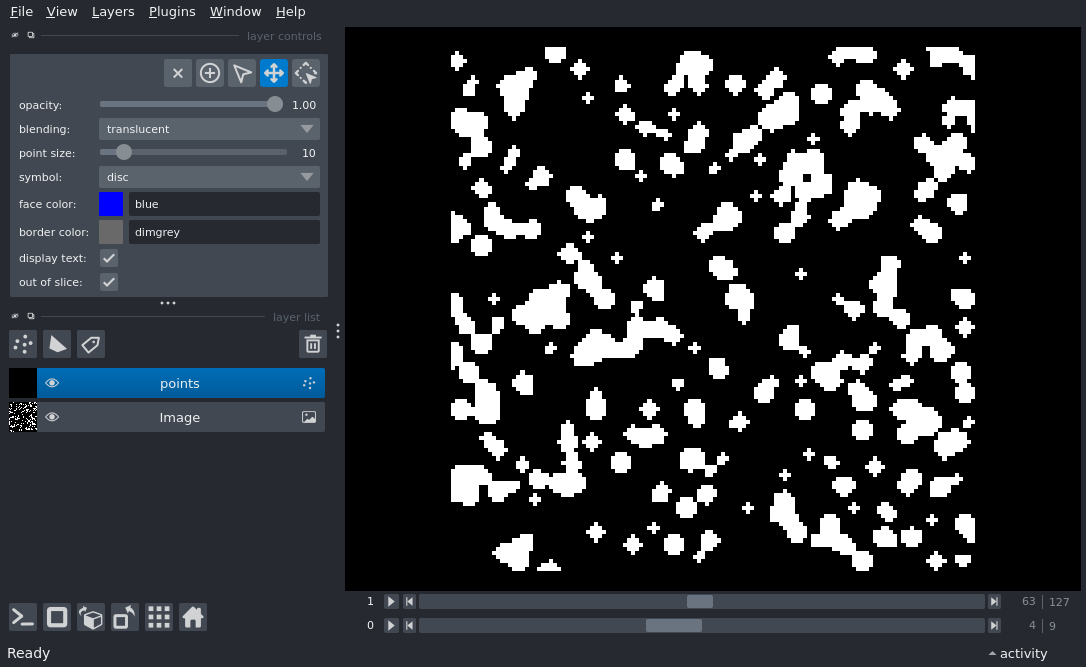 File View Layers Plugins Window Help
layer controls
opacity: 1.00
blending: translucent
point size: 10
symbol: disc
face color: blue
border color: dimgrey
display text:
out of slice:
layer list
points
Image
1 63 127
0 4 9
Ready activity